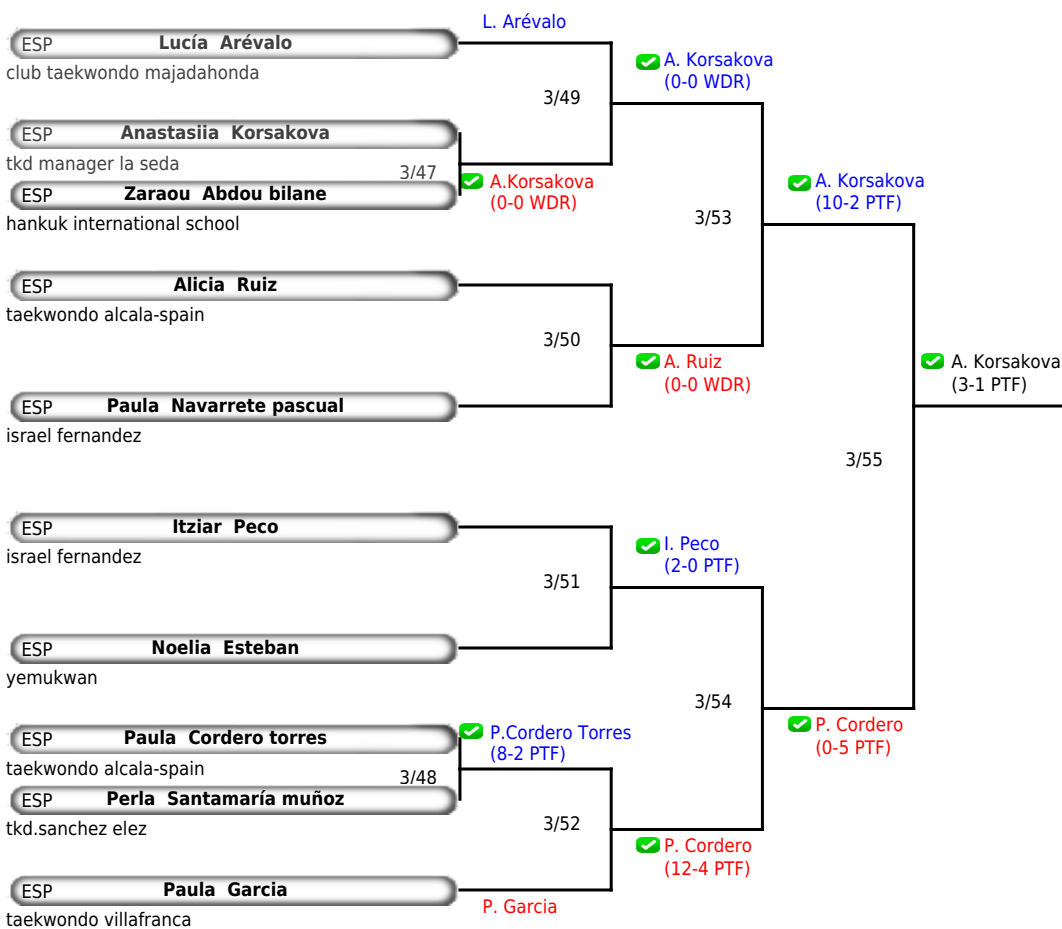 L. Arévalo
ESP Lucía Arévalo
club taekwondo majadahonda
A. Korsakova
(0-0 WDR)
3/49
ESP Anastasiia Korsakova
tkd manager la seda
3/47
A.Korsakova
(0-0 WDR)
ESP Zaraou Abdou bilane
hankuk international school
A. Korsakova
(10-2 PTF)
3/53
ESP Alicia Ruiz
taekwondo alcala-spain
3/50
A. Ruiz
(0-0 WDR)
A. Korsakova
(3-1 PTF)
ESP Paula Navarrete pascual
israel fernandez
3/55
ESP Itziar Peco
israel fernandez
I. Peco
(2-0 PTF)
3/51
ESP Noelia Esteban
yemukwan
3/54
P. Cordero
(0-5 PTF)
ESP Paula Cordero torres
taekwondo alcala-spain
P.Cordero Torres
(8-2 PTF)
3/48
ESP Perla Santamaría muñoz
tkd.sanchez elez
3/52
P. Cordero
(12-4 PTF)
ESP Paula Garcia
taekwondo villafranca
P. Garcia